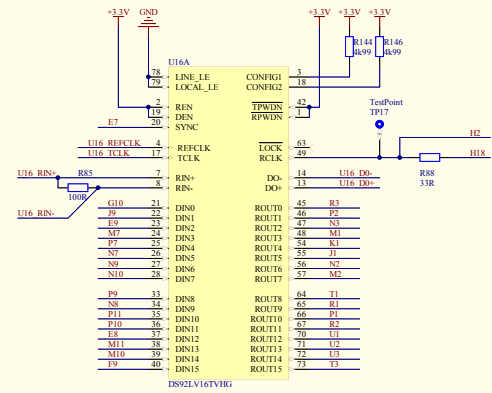 +3.3V GND +3.3V +3.3V +3.3V
R144 4k99 R146 4k99
U16A
78 LINE_LE CONFIG1 3
79 LOCAL_LE CONFIG2 18
2 REN TPWDN 42
19 DEN RPWDN 1
E7 20 SYNC
TestPoint
TP17
U16_REFCLK 4 REFCLK LOCK 63
U16_TCLK 17 TCLK RCLK 49
H2
H18
R88
33R
U16_RIN+ R85 7 RIN+ DO- 14 U16_D0-
100R 8 RIN- DO+ 13 U16_D0+
U16_RIN-
G10 21 DIN0 ROUT0 45 R3
J9 22 DIN1 ROUT1 46 P2
E9 23 DIN2 ROUT2 47 N3
M7 24 DIN3 ROUT3 48 M1
P7 25 DIN4 ROUT4 54 K1
N7 26 DIN5 ROUT5 55 J1
N9 27 DIN6 ROUT6 56 N2
N10 28 DIN7 ROUT7 57 M2
P9 33 DIN8 ROUT8 64 T1
N8 34 DIN9 ROUT9 65 R1
P11 35 DIN10 ROUT10 66 P1
P10 36 DIN11 ROUT11 67 R2
E8 37 DIN12 ROUT12 70 U1
M11 38 DIN13 ROUT13 71 U2
M10 39 DIN14 ROUT14 72 U3
F9 40 DIN15 ROUT15 73 T3
DS92LV16TVHG